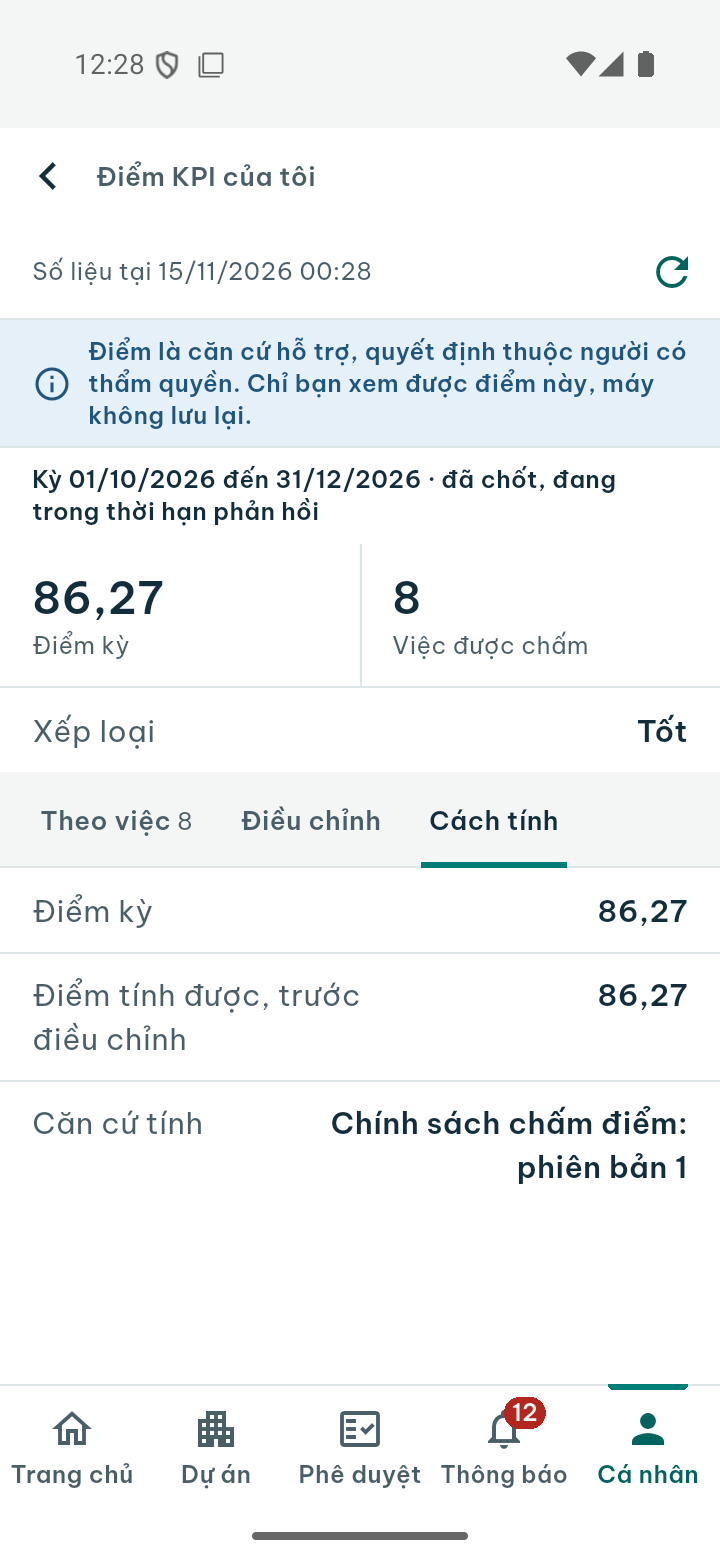 12:28
Điểm KPI của tôi
Số liệu tại 15/11/2026 00:28
Điểm là căn cứ hỗ trợ, quyết định thuộc người có
thẩm quyền. Chỉ bạn xem được điểm này, máy
không lưu lại.
Kỳ 01/10/2026 đến 31/12/2026 · đã chốt, đang
trong thời hạn phản hồi
86,27
Điểm kỳ
8
Việc được chấm
Xếp loại Tốt
Theo việc 8 Điều chỉnh Cách tính
Điểm kỳ 86,27
Điểm tính được, trước 86,27
điều chỉnh
Căn cứ tính Chính sách chấm điểm:
phiên bản 1
12
Trang chủ Dự án Phê duyệt Thông báo Cá nhân